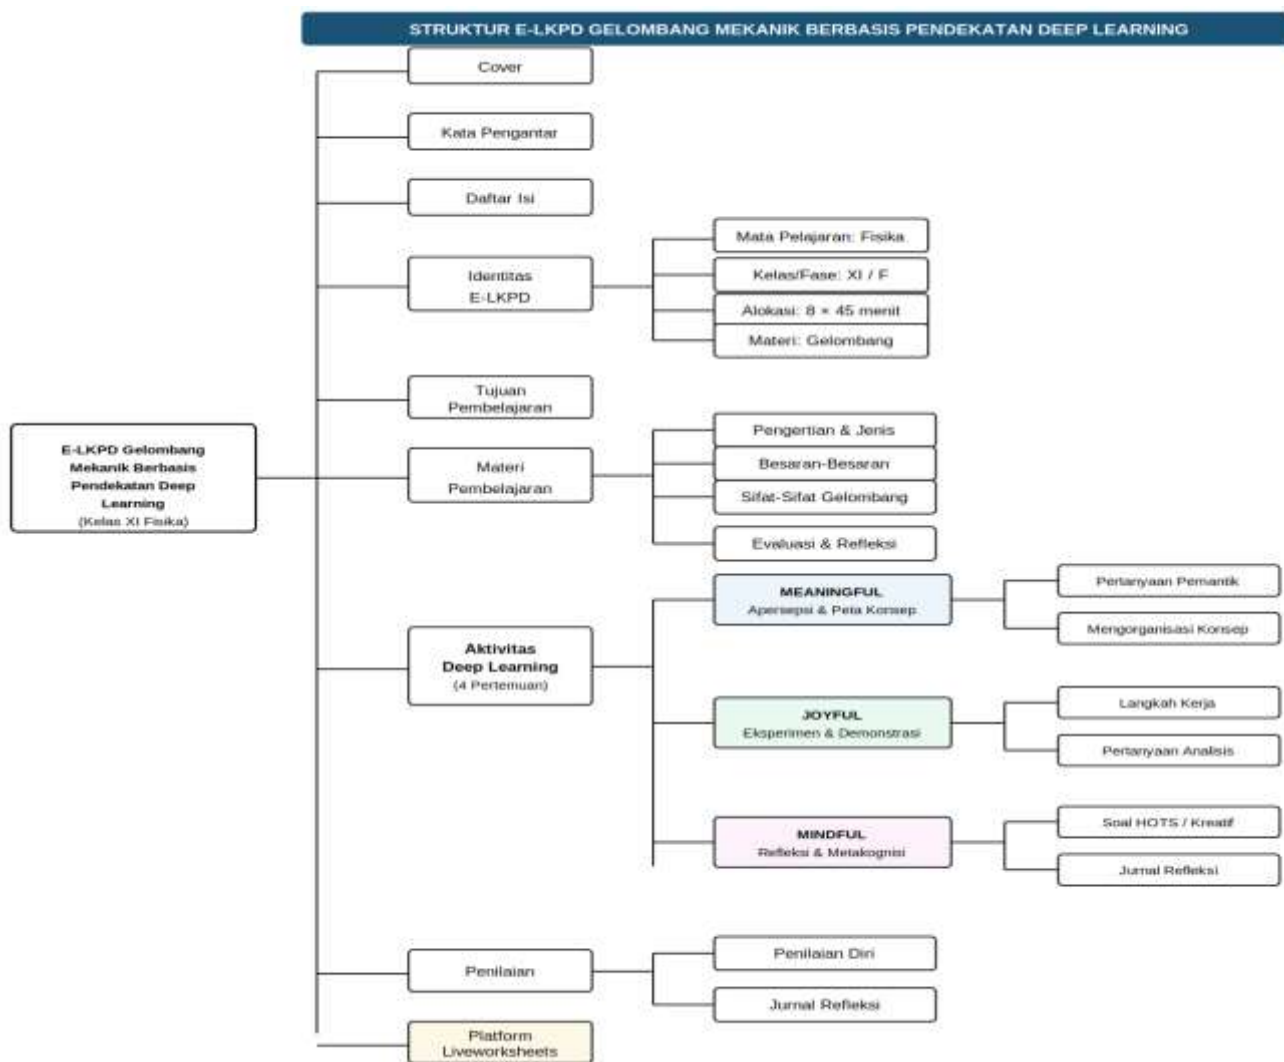 STRUKTUR E-LKPD GELOMBANG MEKANIK BERBASIS PENDEKATAN DEEP LEARNING
E-LKPD Gelombang
Mekanik Berbasis
Pendekatan Deep
Learning
(Kelas XI Fisika)
Cover
Kata Pengantar
Daftar Isi
Identitas
E-LKPD
Mata Pelajaran: Fisika
Kelas/Fase: XI / F
Alokasi: 8 × 45 menit
Materi: Gelombang
Tujuan
Pembelajaran
Materi
Pembelajaran
Pengertian & Jenis
Besaran-Besaran
Sifat-Sifat Gelombang
Evaluasi & Refleksi
Aktivitas
Deep Learning
(4 Pertemuan)
MEANINGFUL
Apersepsi & Peta Konsep
Pertanyaan Pemantik
Mengorganisasi Konsep
JOYFUL
Eksperimen & Demonstrasi
Langkah Kerja
Pertanyaan Analisis
MINDFUL
Refleksi & Metakognisi
Soal HOTS / Kreatif
Jurnal Refleksi
Penilaian
Penilaian Diri
Jurnal Refleksi
Platform
Liveworksheets